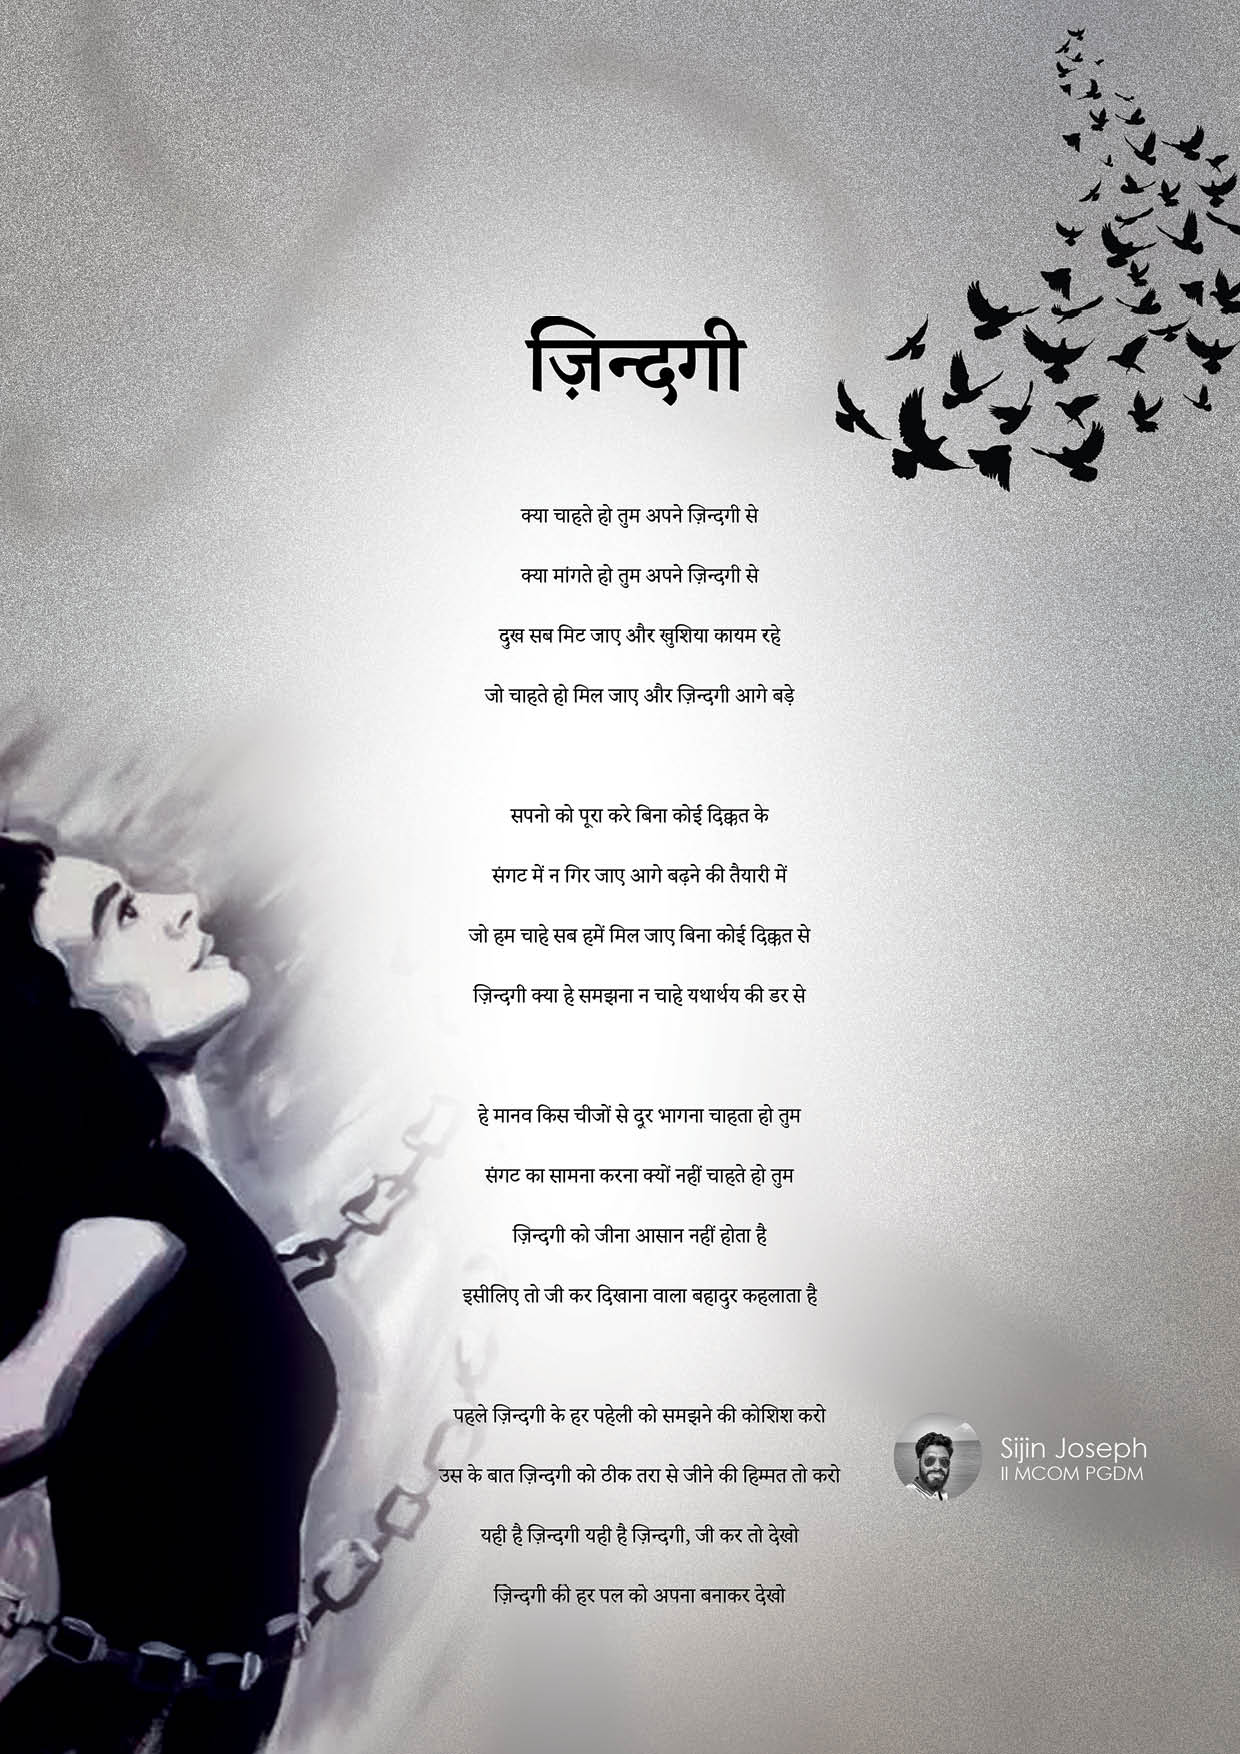 ज़िन्दगी
क्या चाहते हो तुम अपने ज़िन्दगी से
क्या मांगते हो तुम अपने ज़िन्दगी से
दुख सब मिट जाए और खुशिया कायम रहे
जो चाहते हो मिल जाए और ज़िन्दगी आगे बड़े
सपनो को पूरा करे बिना कोई दिक्कत के
संगट में न गिर जाए आगे बढ़ने की तैयारी में
जो हम चाहे सब हमें मिल जाए बिना कोई दिक्कत से
ज़िन्दगी क्या हे समझना न चाहे यथार्थय की डर से
हे मानव किस चीजों से दूर भागना चाहता हो तुम
संगट का सामना करना क्यों नहीं चाहते हो तुम
ज़िन्दगी को जीना आसान नहीं होता है
इसीलिए तो जी कर दिखाना वाला बहादुर कहलाता है
पहले ज़िन्दगी के हर पहेली को समझने की कोशिश करो
उस के बात ज़िन्दगी को ठीक तरा से जीने की हिम्मत तो करो
यही है ज़िन्दगी यही है ज़िन्दगी, जी कर तो देखो
ज़िन्दगी की हर पल को अपना बनाकर देखो
Sijin Joseph
II MCOM PGDM